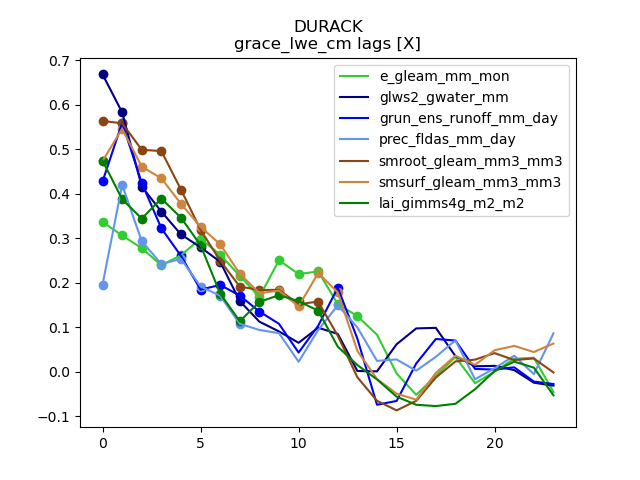 DURACK
grace_lwe_cm lags [X]
0.7
0.6
0.5
0.4
0.3
0.2
0.1
0.0
−0.1
0
5
10
15
20
e_gleam_mm_mon
glws2_gwater_mm
grun_ens_runoff_mm_day
prec_fldas_mm_day
smroot_gleam_mm3_mm3
smsurf_gleam_mm3_mm3
lai_gimms4g_m2_m2